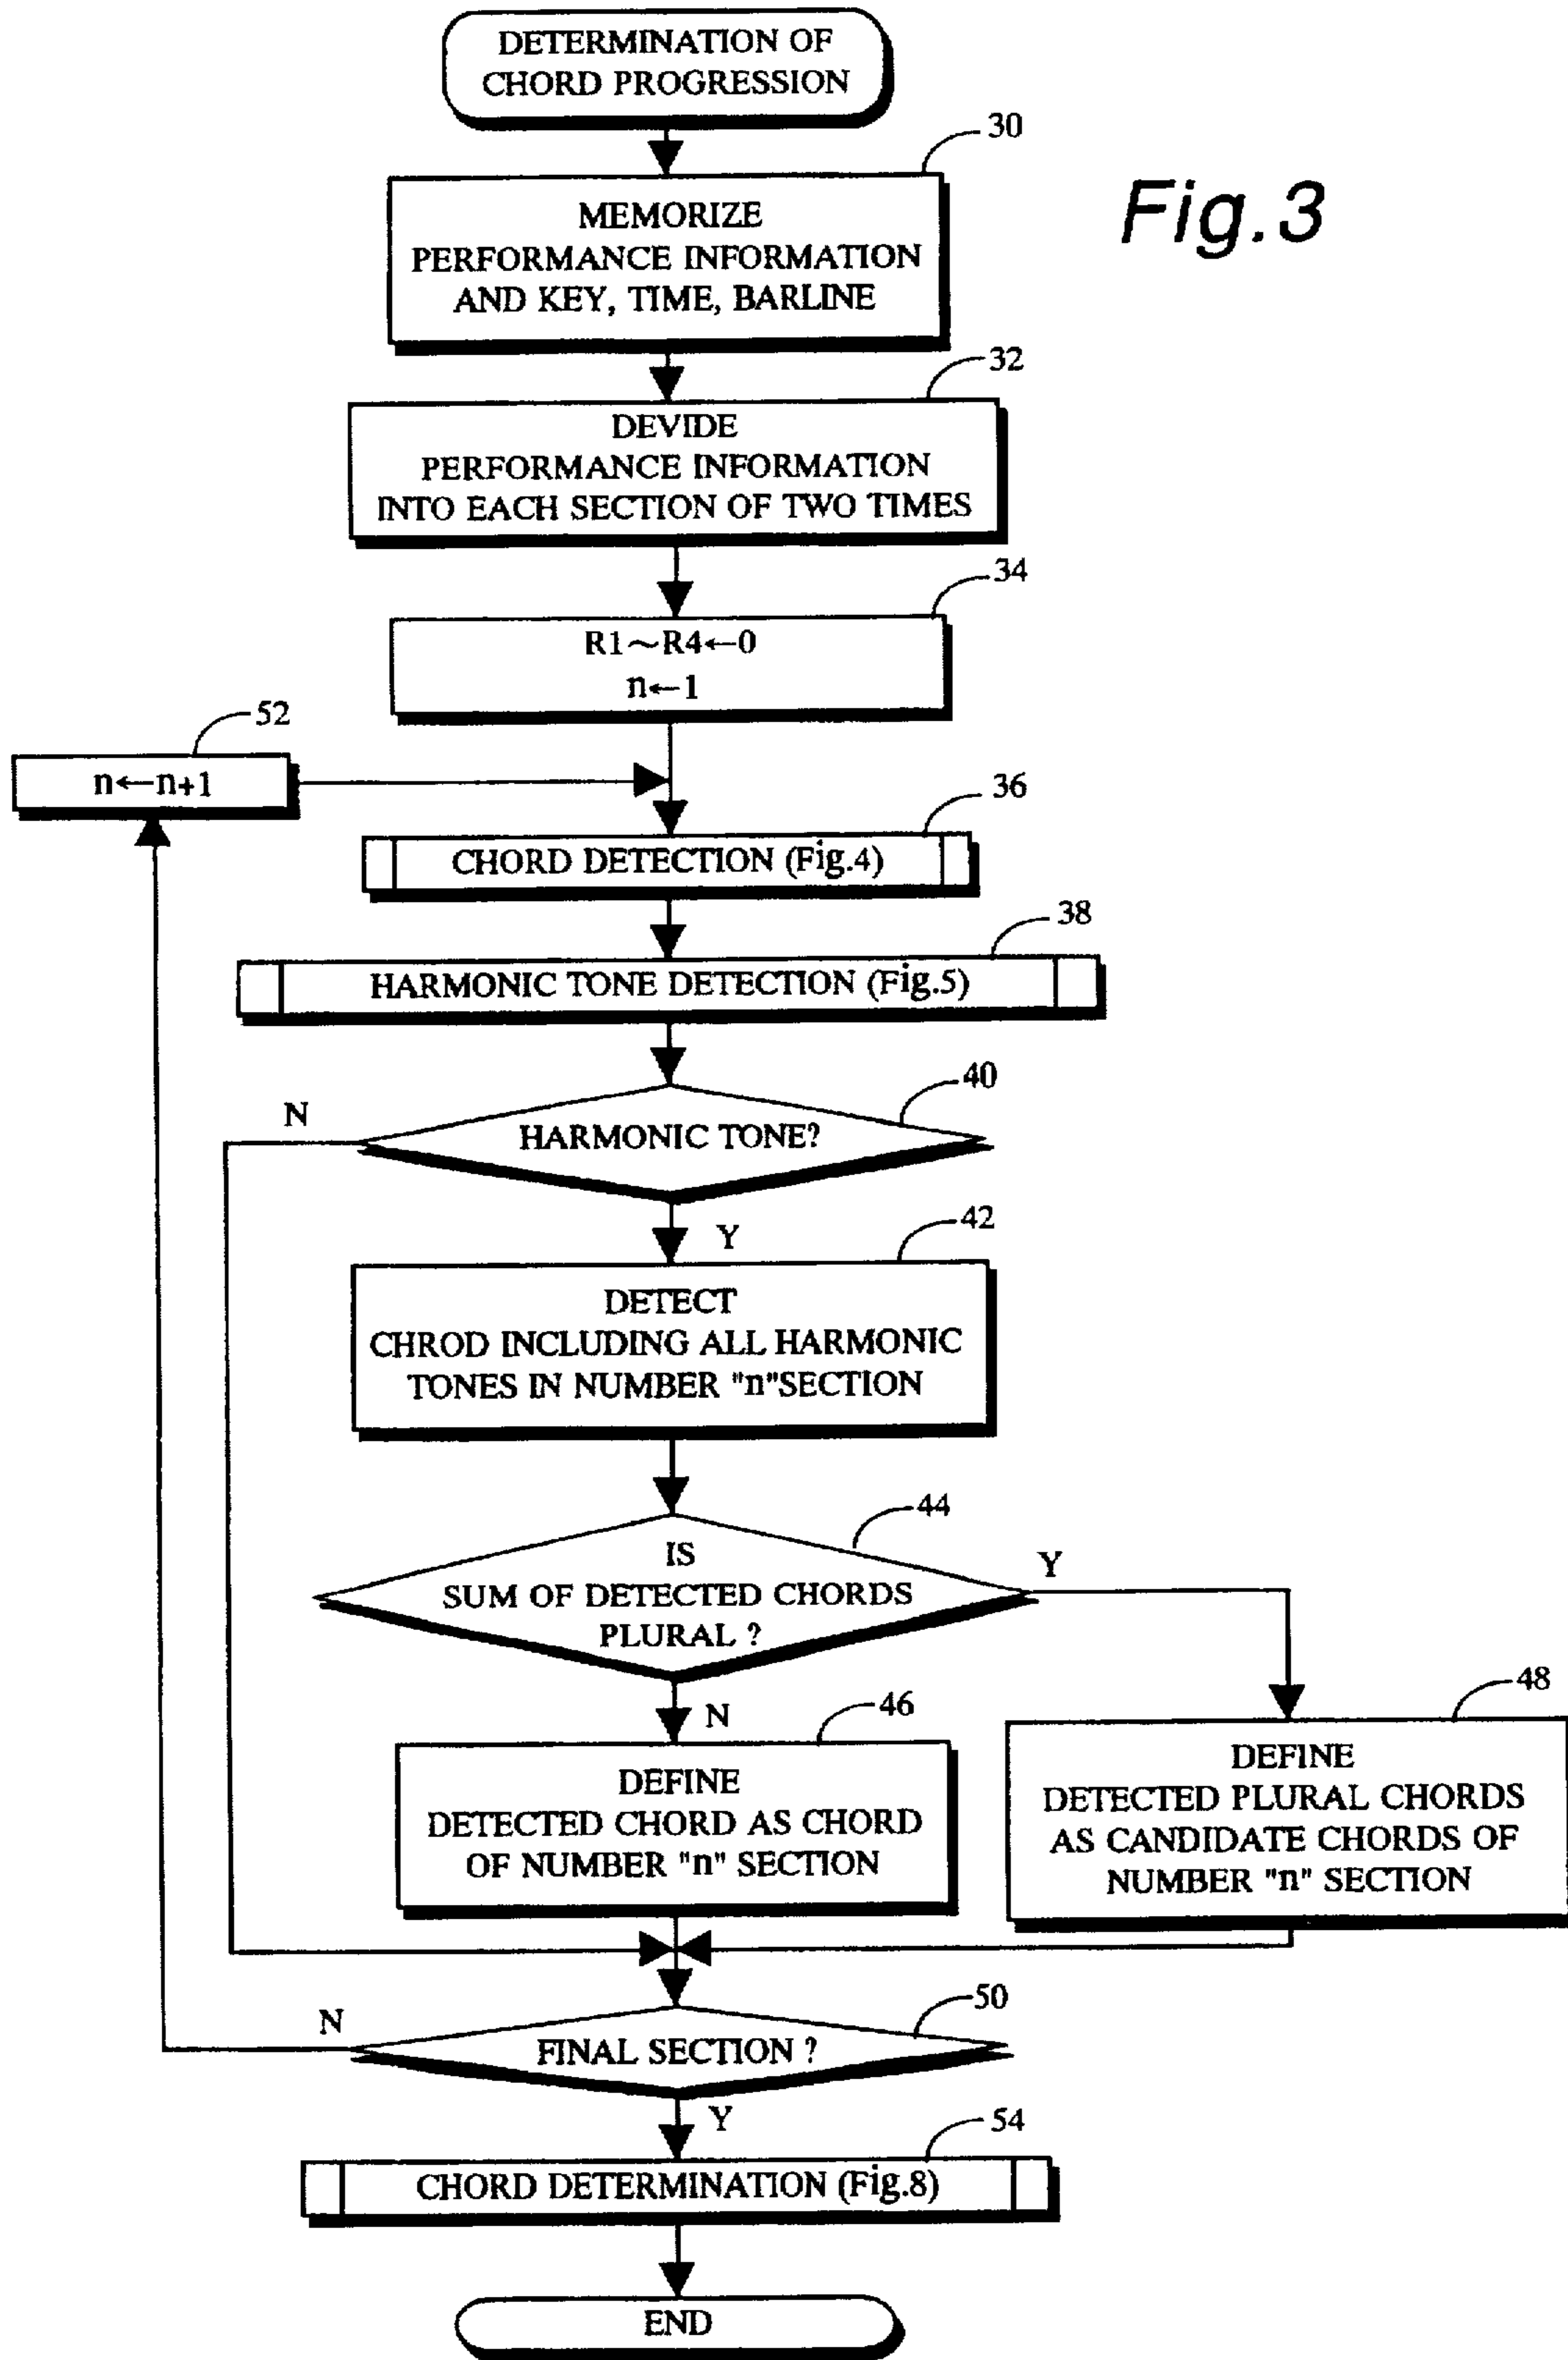 DETERMINATION OF
CHORD PROGRESSION
30
Fig.3
MEMORIZE
PERFORMANCE INFORMATION
AND KEY, TIME, BARLINE
32
DEVIDE
PERFORMANCE INFORMATION
INTO EACH SECTION OF TWO TIMES
34
R1~R4←0
n←1
52
n←n+1
36
CHORD DETECTION (Fig.4)
38
HARMONIC TONE DETECTION (Fig.5)
40
N
HARMONIC TONE?
Y
42
DETECT
CHROD INCLUDING ALL HARMONIC
TONES IN NUMBER "n"SECTION
44
IS
SUM OF DETECTED CHORDS
PLURAL ?
Y
N
46
DEFINE
DETECTED CHORD AS CHORD
OF NUMBER "n" SECTION
48
DEFINE
DETECTED PLURAL CHORDS
AS CANDIDATE CHORDS OF
NUMBER "n" SECTION
50
N
FINAL SECTION ?
Y
54
CHORD DETERMINATION (Fig.8)
END